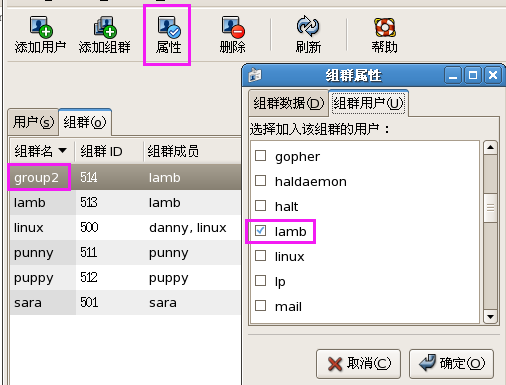 添加用户 添加组群 属性 删除 刷新 帮助
用户(S) 组群(o)
组群名 组群 ID 组群成员
group2 514 lamb
lamb 513 lamb
linux 500 danny, linux
punny 511 punny
puppy 512 puppy
sara 501 sara
组群属性
组群数据(D) 组群用户(U)
选择加入该组群的用户：
gopher
haldaemon
halt
lamb
linux
lp
mail
取消(C) 确定(O)